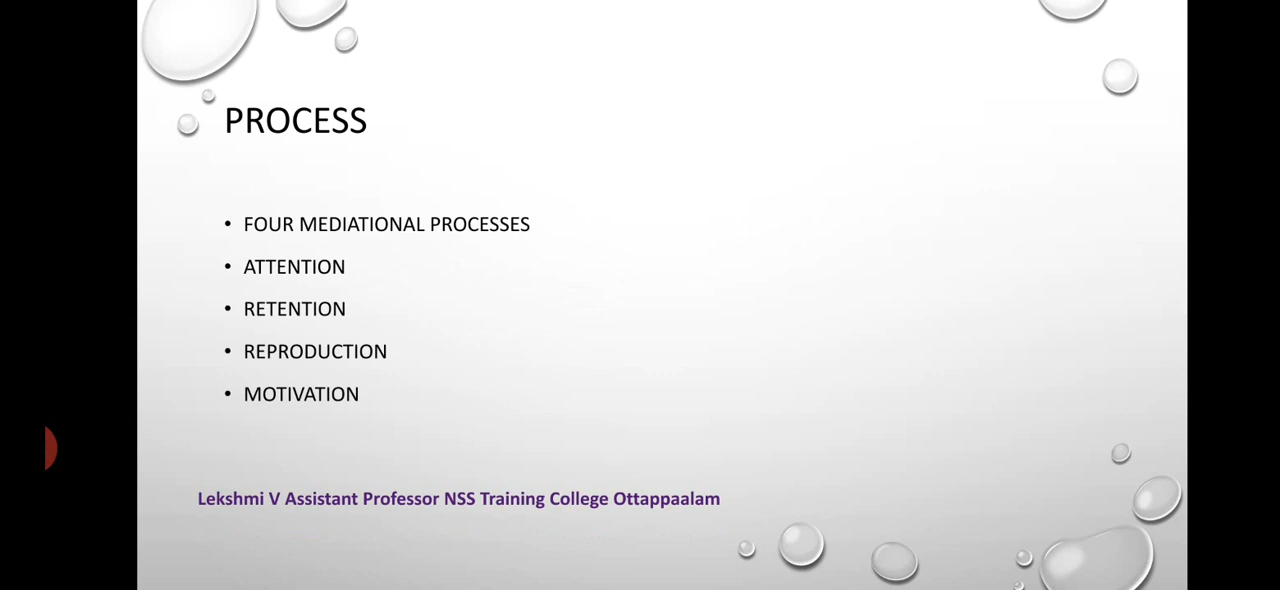 PROCESS
• FOUR MEDIATIONAL PROCESSES
• ATTENTION
• RETENTION
• REPRODUCTION
• MOTIVATION
Lekshmi V Assistant Professor NSS Training College Ottappaalam